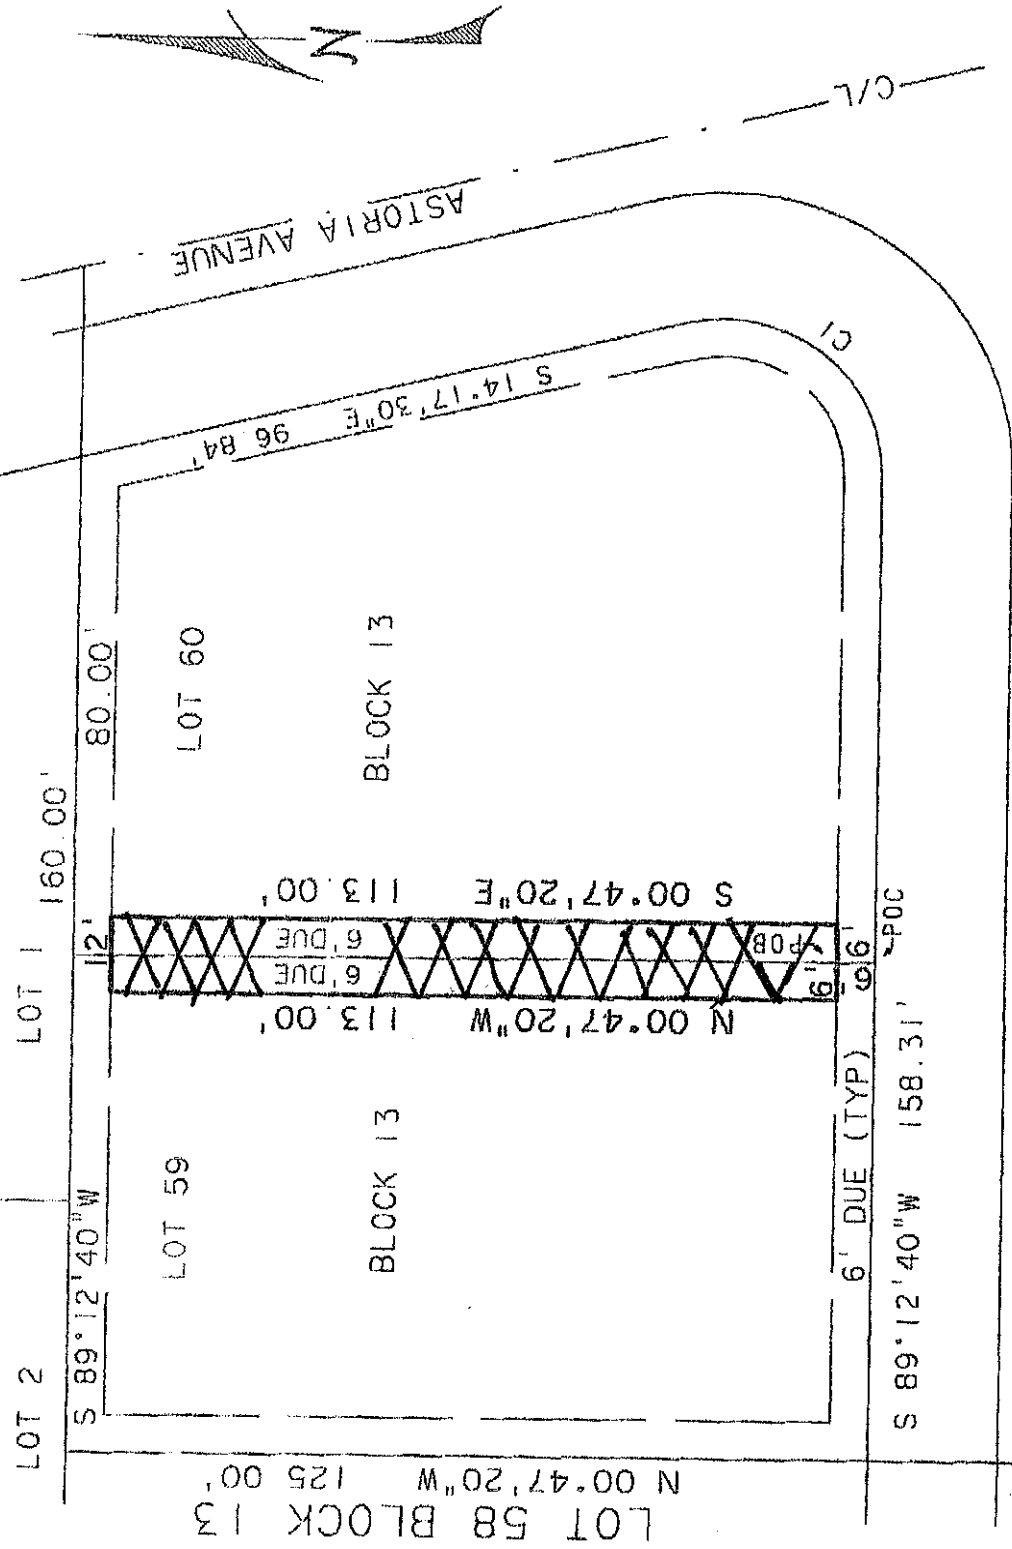 N
C/L
ASTORIA AVENUE
C1
S 14°17'30"E 96.84'
LOT 2
LOT 1
160.00'
S 89°12'40"W
80.00'
12'
LOT 59
BLOCK 13
LOT 60
BLOCK 13
S 00°47'20"E 113.00'
6' DUE
6' DUE
N 00°47'20"W 113.00'
POB
6'
6'
6'
POC
6' DUE (TYP)
S 89°12'40"W 158.31'
N 00°47'20"W 125.00'
LOT 58 BLOCK 13